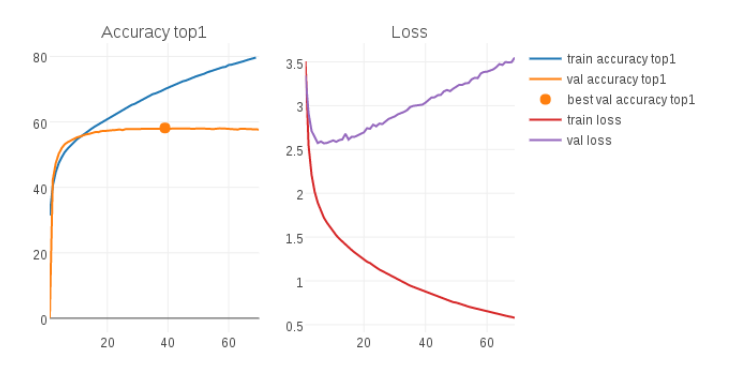 Accuracy top1
Loss
80
60
40
20
0
20 40 60
3.5
3
2.5
2
1.5
1
0.5
20 40 60
train accuracy top1
val accuracy top1
best val accuracy top1
train loss
val loss